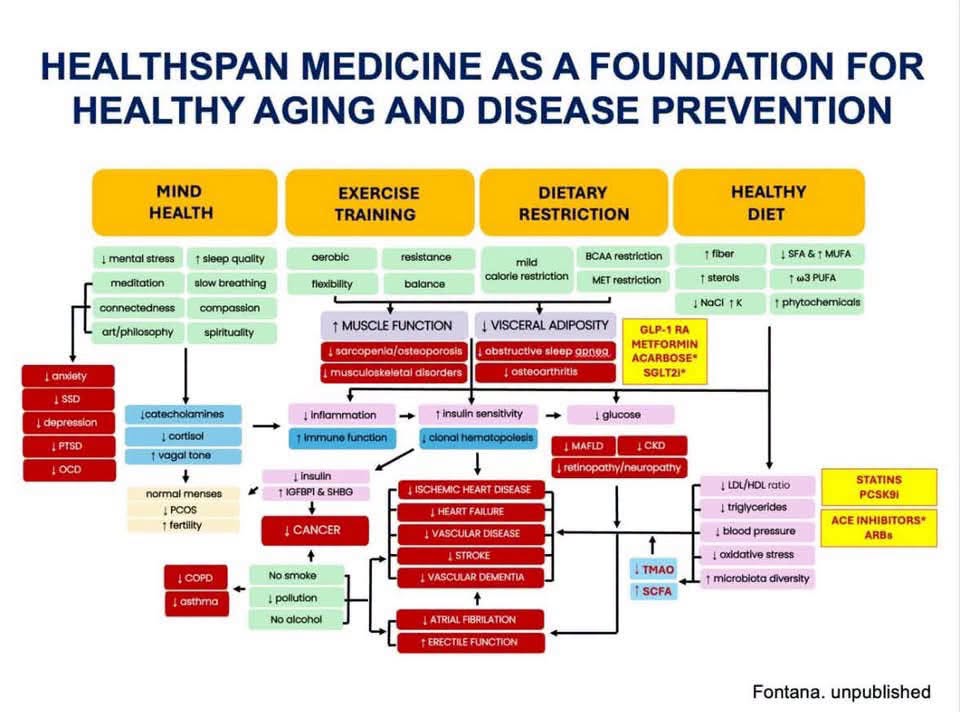 HEALTHSPAN MEDICINE AS A FOUNDATION FOR
HEALTHY AGING AND DISEASE PREVENTION
MIND
HEALTH
EXERCISE
TRAINING
DIETARY
RESTRICTION
HEALTHY
DIET
↓ mental stress
↑ sleep quality
meditation
slow breathing
connectedness
compassion
art/philosophy
spirituality
aerobic
resistance
flexibility
balance
mild
calorie restriction
BCAA restriction
MET restriction
↑ fiber
↓ SFA & ↑ MUFA
↑ sterols
↑ ω3 PUFA
↓ NaCl ↑ K
↑ phytochemicals
↑ MUSCLE FUNCTION
↓ VISCERAL ADIPOSITY
↓ sarcopenia/osteoporosis
↓ obstructive sleep apnea
↓ musculoskeletal disorders
↓ osteoarthritis
GLP-1 RA
METFORMIN
ACARBOSE*
SGLT2i*
↓ anxiety
↓ SSD
↓ depression
↓ PTSD
↓ OCD
↓catecholamines
↓ cortisol
↑ vagal tone
↓ inflammation
↑ immune function
↑ insulin sensitivity
↓ clonal hematopolesis
↓ glucose
↓ MAFLD
↓ CKD
↓ retinopathy/neuropathy
normal menses
↓ PCOS
↑ fertility
↓ insulin
↑ IGFBP1 & SHBG
↓ CANCER
↓ ISCHEMIC HEART DISEASE
↓ HEART FAILURE
↓ VASCULAR DISEASE
↓ STROKE
↓ VASCULAR DEMENTIA
↓ LDL/HDL ratio
↓ triglycerides
↓ blood pressure
↓ oxidative stress
↑ microbiota diversity
STATINS
PCSK9i
ACE INHIBITORS*
ARBs
↓ TMAO
↑ SCFA
↓ COPD
↓ asthma
No smoke
↓ pollution
No alcohol
↓ ATRIAL FIBRILATION
↑ ERECTILE FUNCTION
Fontana. unpublished